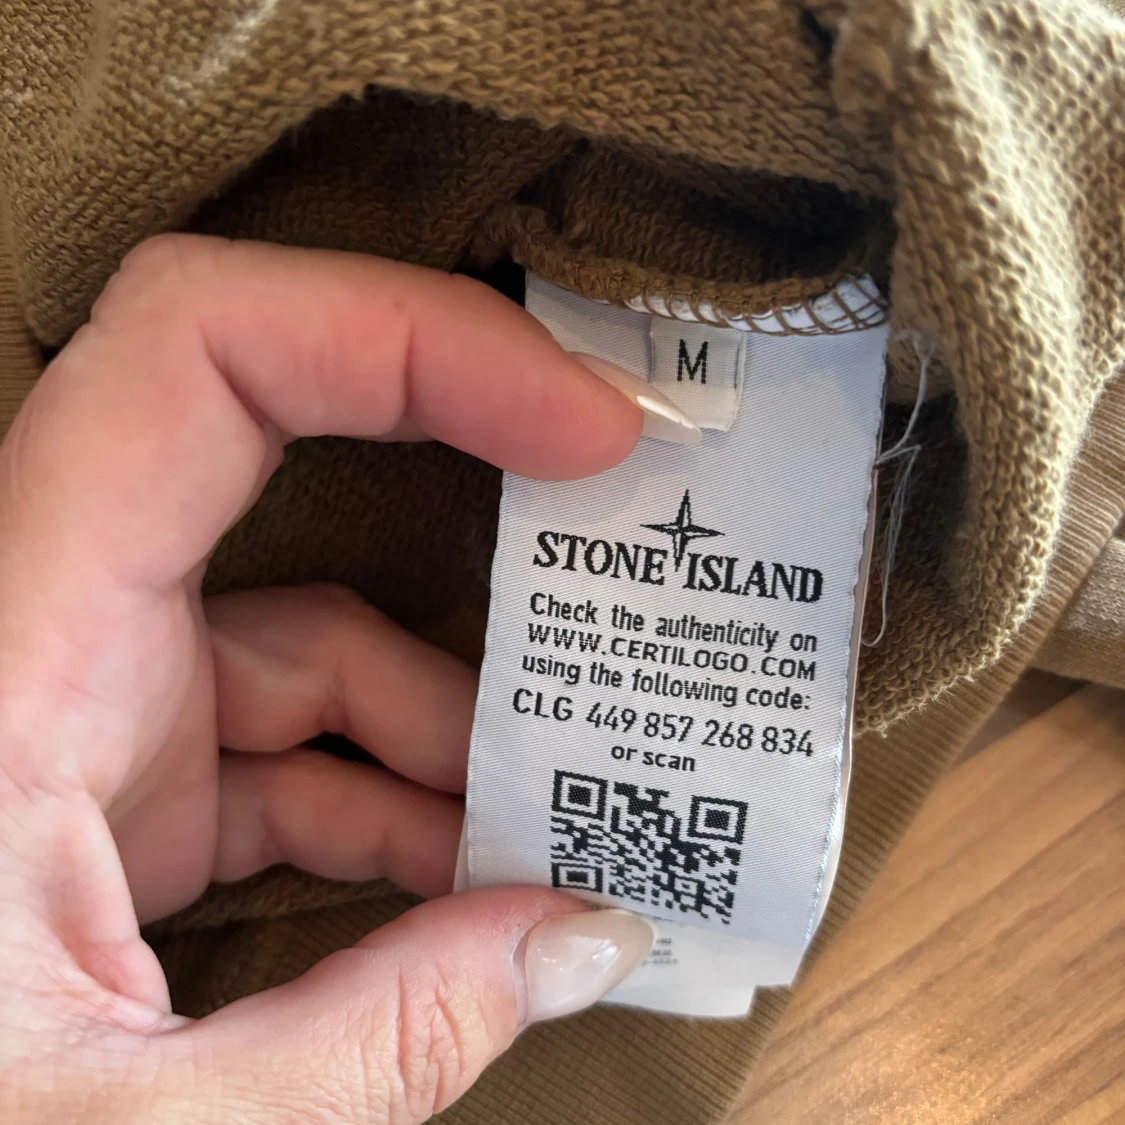 M
STONE ISLAND
Check the authenticity on
WWW.CERTILOGO.COM
using the following code:
CLG 449 857 268 834
or scan